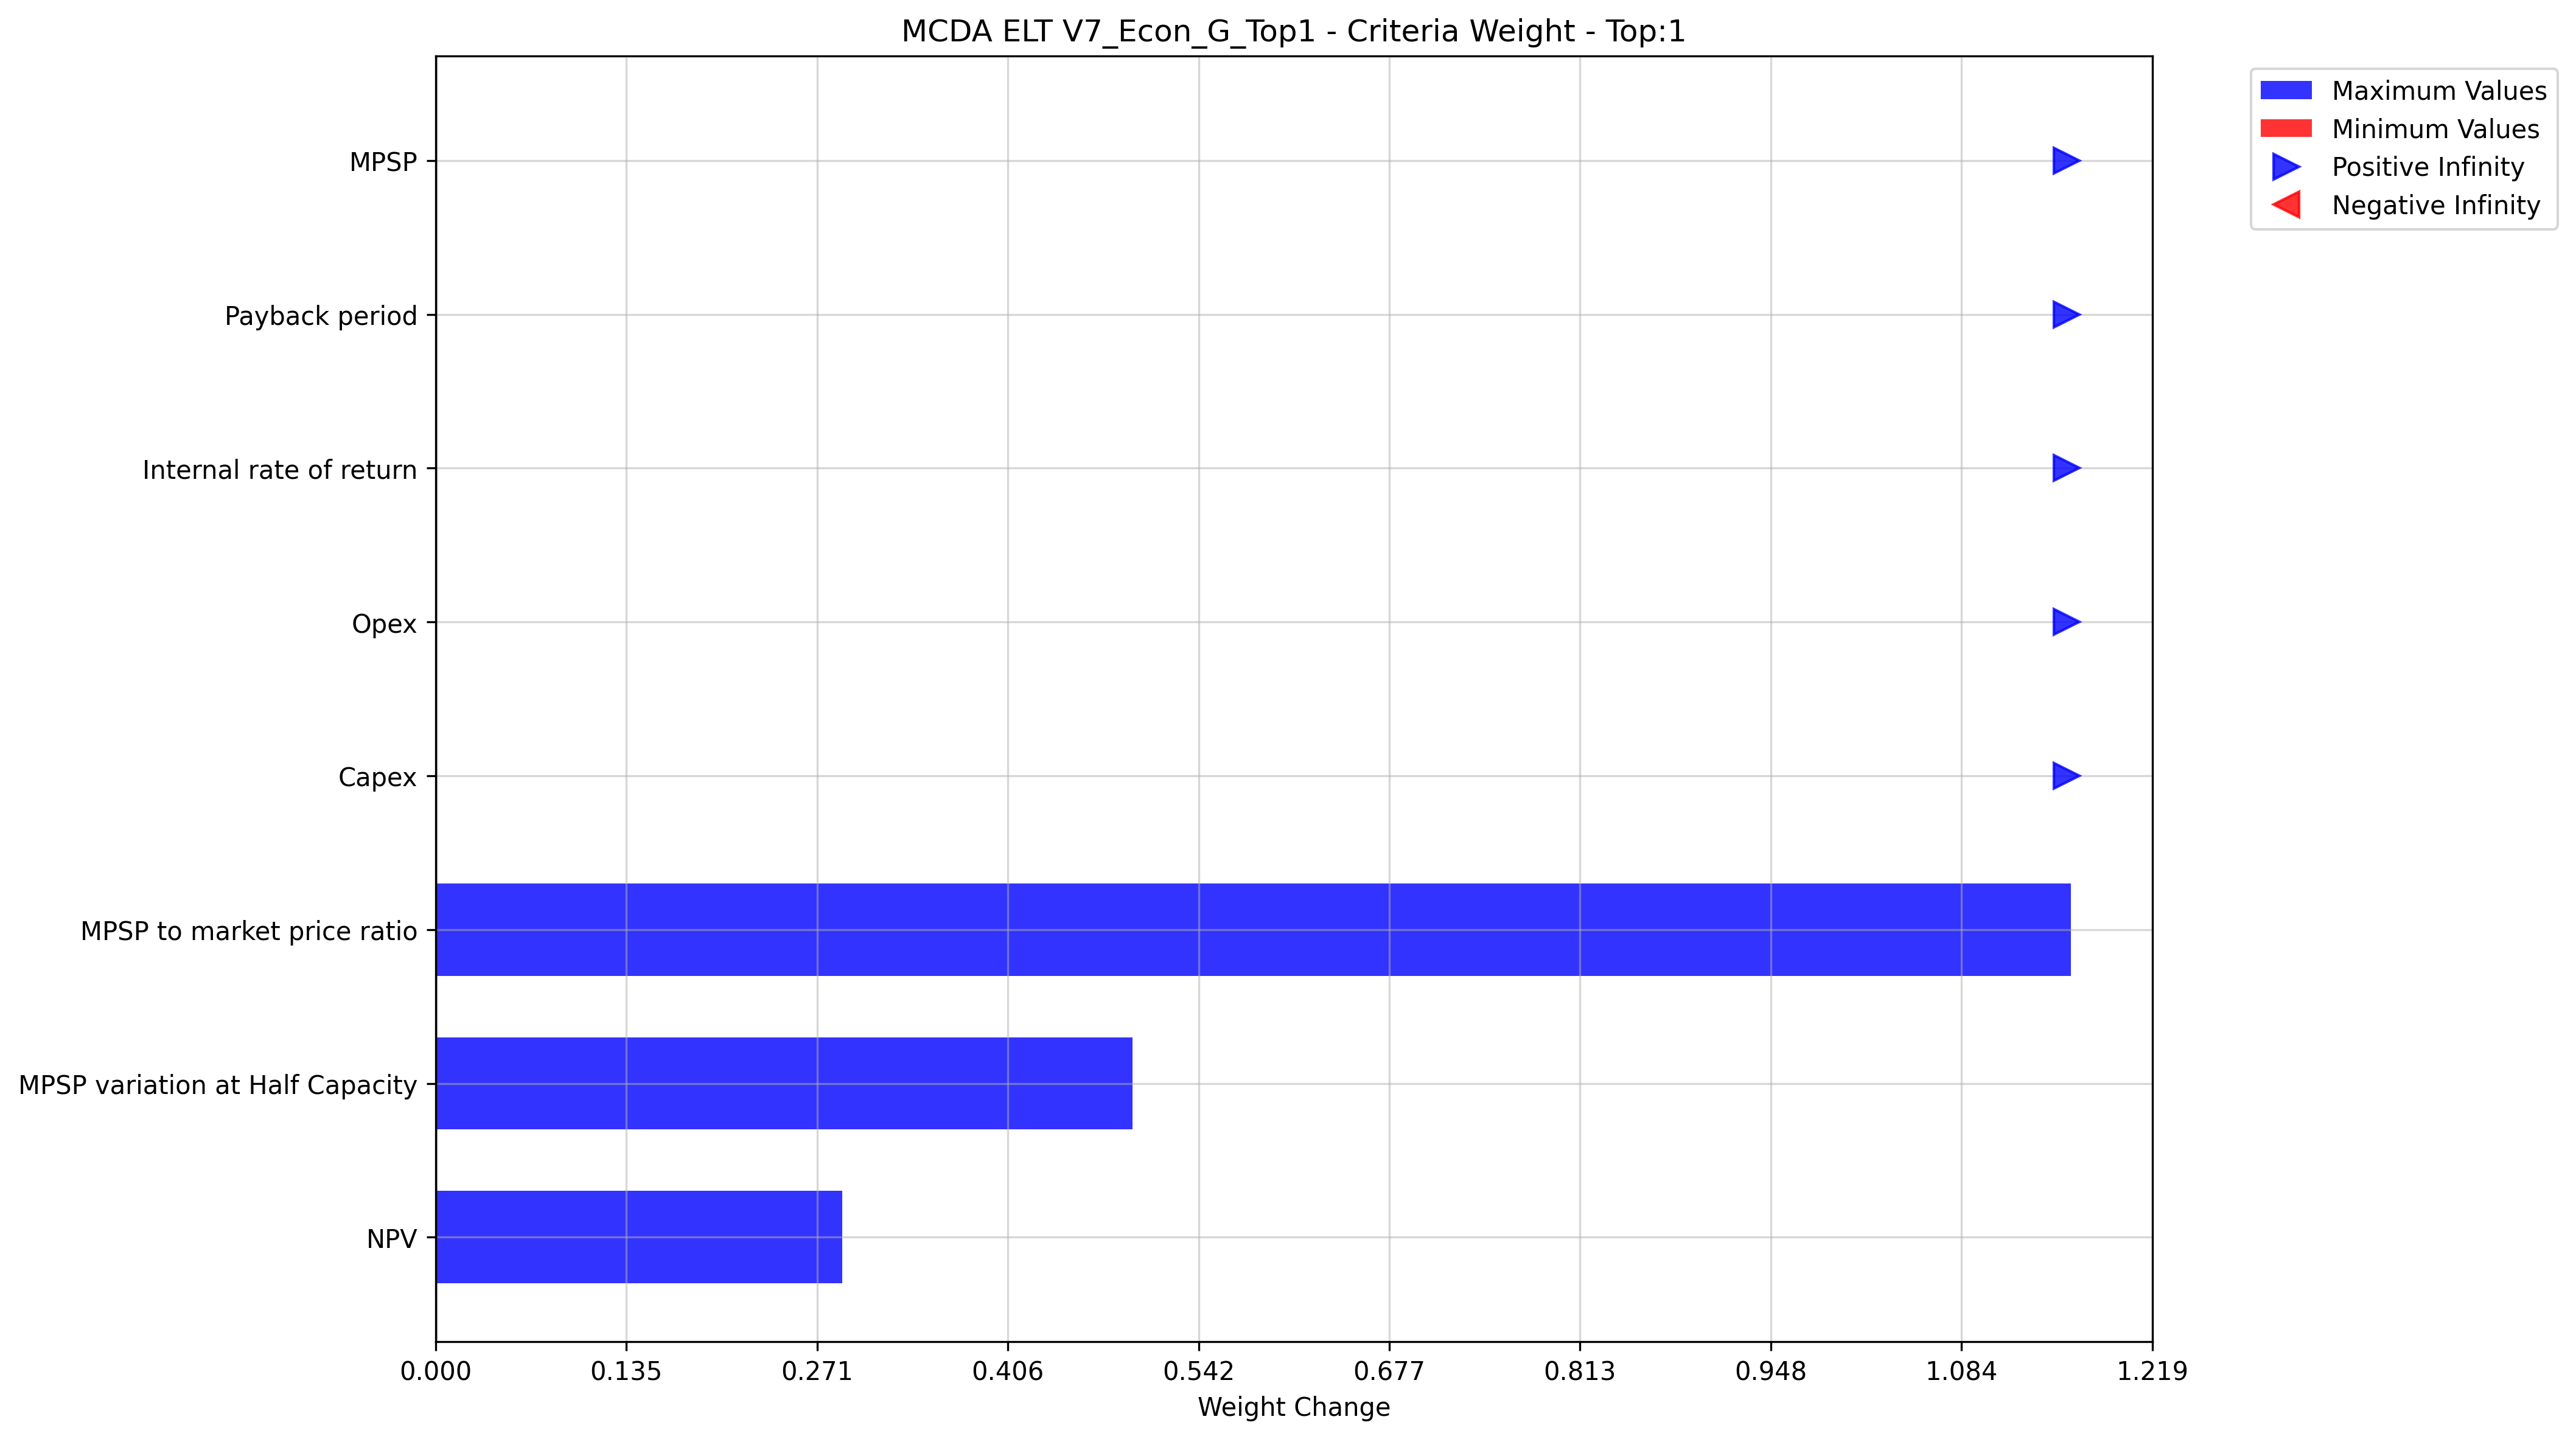 MCDA ELT V7_Econ_G_Top1 - Criteria Weight - Top:1
Maximum Values
Minimum Values
Positive Infinity
Negative Infinity
MPSP
Payback period
Internal rate of return
Opex
Capex
MPSP to market price ratio
MPSP variation at Half Capacity
NPV
0.000 0.135 0.271 0.406 0.542 0.677 0.813 0.948 1.084 1.219
Weight Change